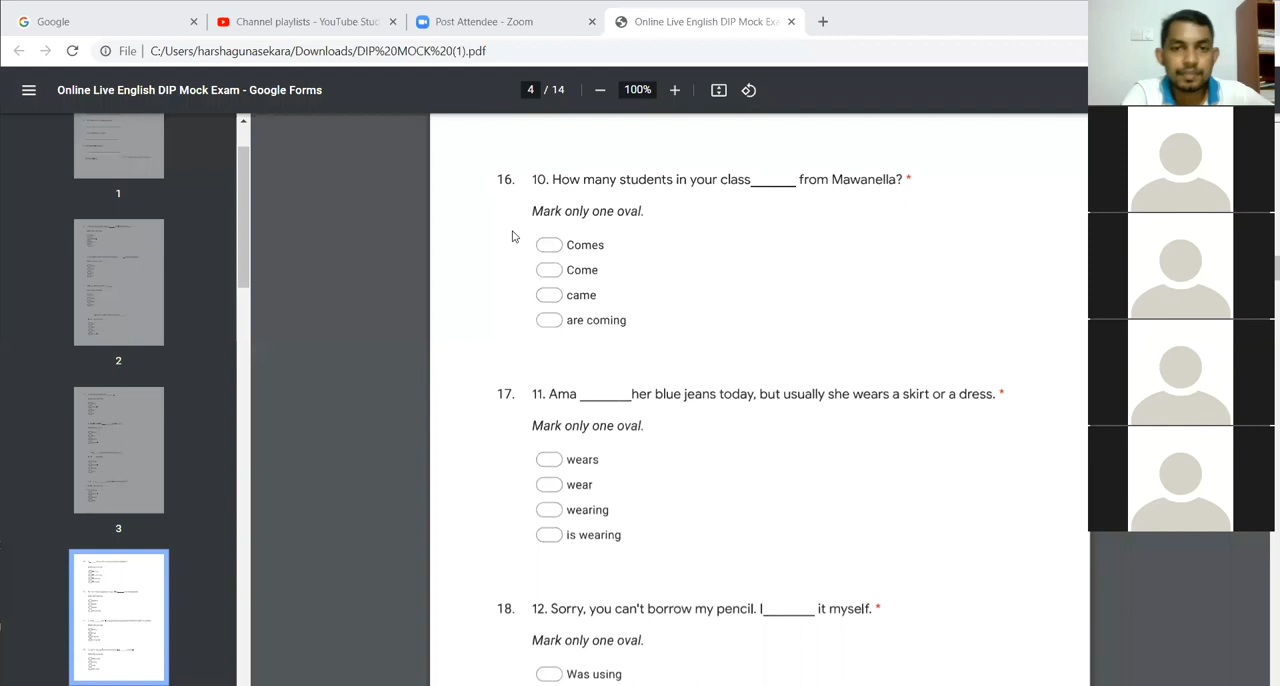 Google
Channel playlists - YouTube Stud
Post Attendee - Zoom
Online Live English DIP Mock Exa
File | C:/Users/harshagunasekara/Downloads/DIP%20MOCK%20(1).pdf
Online Live English DIP Mock Exam - Google Forms
4 / 14
100%
1
2
3
16. 10. How many students in your class______ from Mawanella? *
Mark only one oval.
Comes
Come
came
are coming
17. 11. Ama _______her blue jeans today, but usually she wears a skirt or a dress. *
Mark only one oval.
wears
wear
wearing
is wearing
18. 12. Sorry, you can't borrow my pencil. I_______ it myself. *
Mark only one oval.
Was using